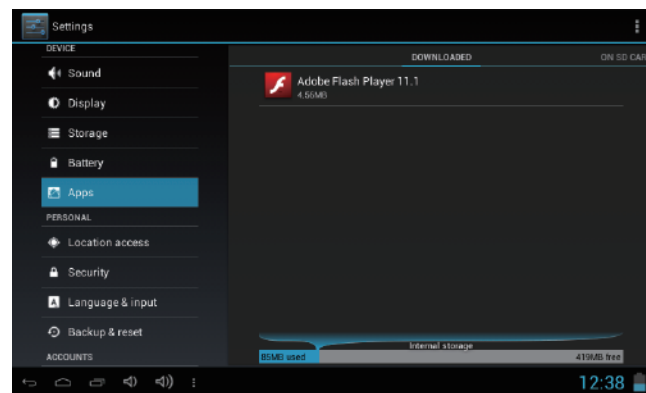 Settings
DEVICE
Sound
Display
Storage
Battery
Apps
PERSONAL
Location access
Security
Language & input
Backup & reset
ACCOUNTS
DOWNLOADED
ON SD CAR
Adobe Flash Player 11.1
4.56MB
Internal storage
85MB used
419MB free
12:38